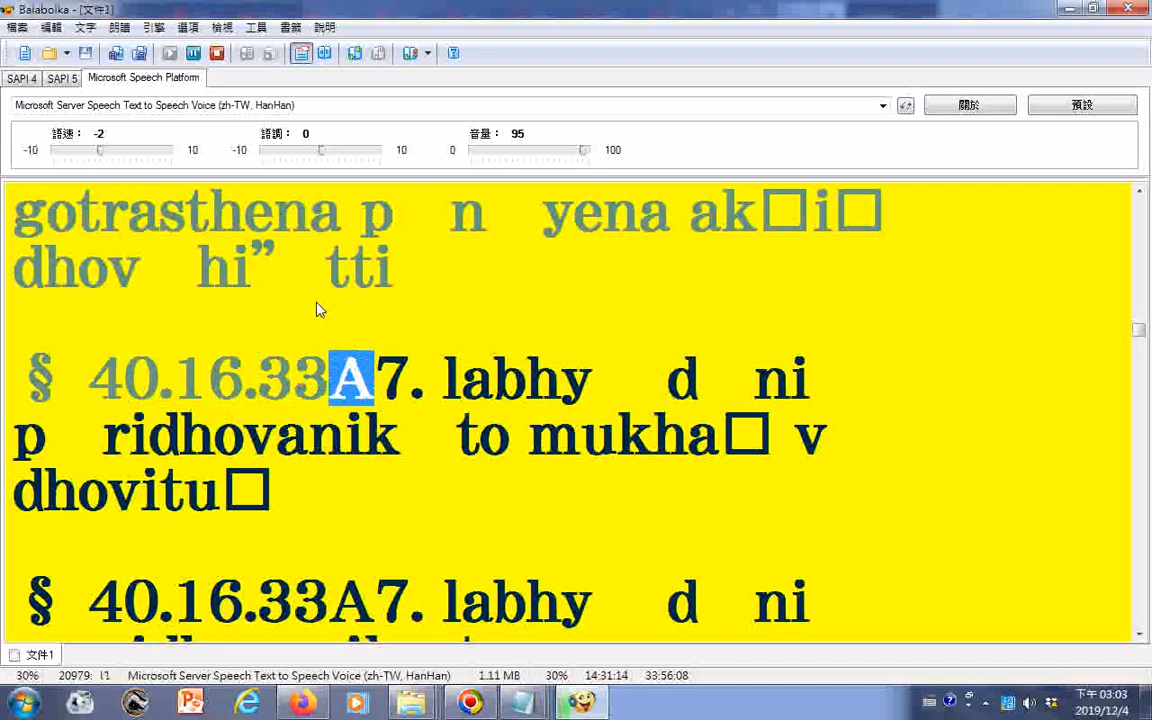 Balabolka - [文件1]
檔案 編輯 文字 朗讀 引擎 選項 檢視 工具 書籤 說明
SAPI 4 SAPI 5 Microsoft Speech Platform
Microsoft Server Speech Text to Speech Voice (zh-TW, HanHan) 關於 預設
語速： -2 語調： 0 音量： 95
-10 10 -10 10 0 100
gotrasthena p n yena ak□i□
dhov hi” tti
§ 40.16.33A7. labhy d ni
p ridhovanik to mukha□ v
dhovitu□
§ 40.16.33A7. labhy d ni
文件1
30% 20979: 11 Microsoft Server Speech Text to Speech Voice (zh-TW, HanHan) 1.11 MB 30% 14:31:14 33:56:08
下午 03:03
2019/12/4